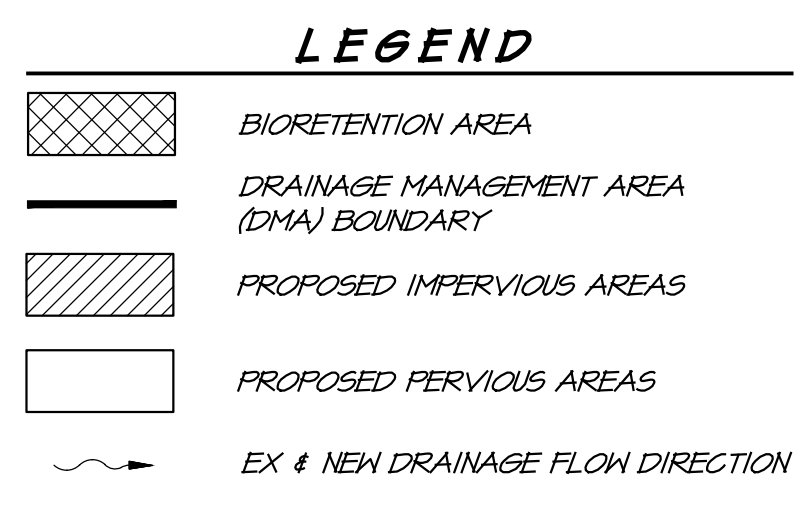 LEGEND
BIORETENTION AREA
DRAINAGE MANAGEMENT AREA
(DMA) BOUNDARY
PROPOSED IMPERVIOUS AREAS
PROPOSED PERVIOUS AREAS
EX & NEW DRAINAGE FLOW DIRECTION